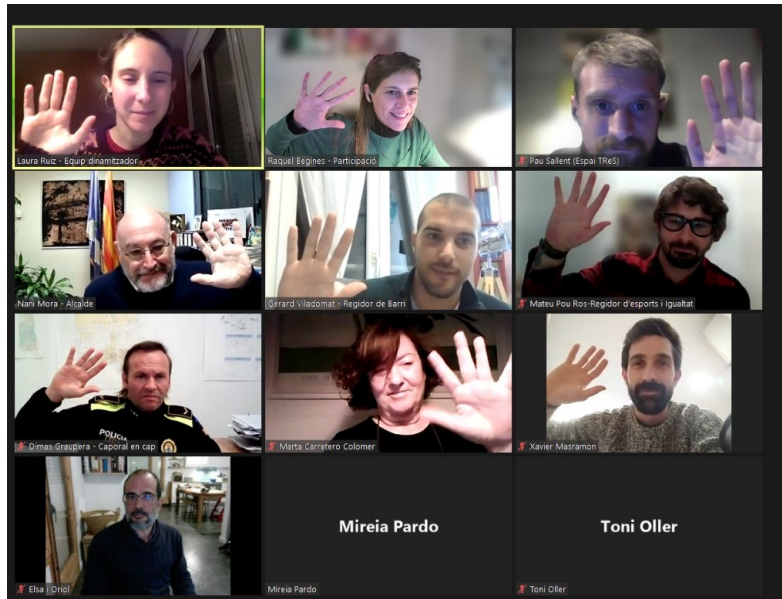 Laura Ruiz - Equip dinamitzador
Raquel Begines - Participació
Pau Sallent (Espai TReS)
Nani Mora - Alcalde
Gerard Viladomat - Regidor de Barri
Mateu Pou Ros-Regidor d'esports i Igualtat
POLICIA
Dimas Graupera - Caporal en cap
Marta Carretero Colomer
Xavier Masramon
Elsa i Oriol
Mireia Pardo
Mireia Pardo
Toni Oller
Toni Oller